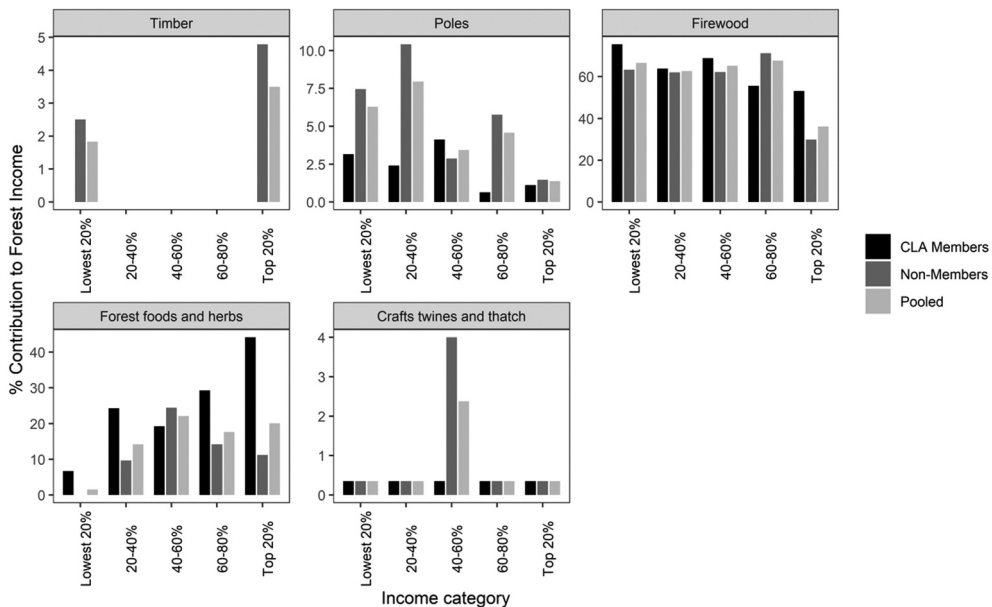 Timber
Poles
Firewood
5
4
3
2
1
0
10.0
7.5
5.0
2.5
0.0
60
40
20
0
Lowest 20%
20-40%
40-60%
60-80%
Top 20%
Lowest 20%
20-40%
40-60%
60-80%
Top 20%
Lowest 20%
20-40%
40-60%
60-80%
Top 20%
CLA Members
Non-Members
Pooled
% Contribution to Forest Income
Forest foods and herbs
Crafts twines and thatch
40
30
20
10
0
4
3
2
1
0
Lowest 20%
20-40%
40-60%
60-80%
Top 20%
Lowest 20%
20-40%
40-60%
60-80%
Top 20%
Income category